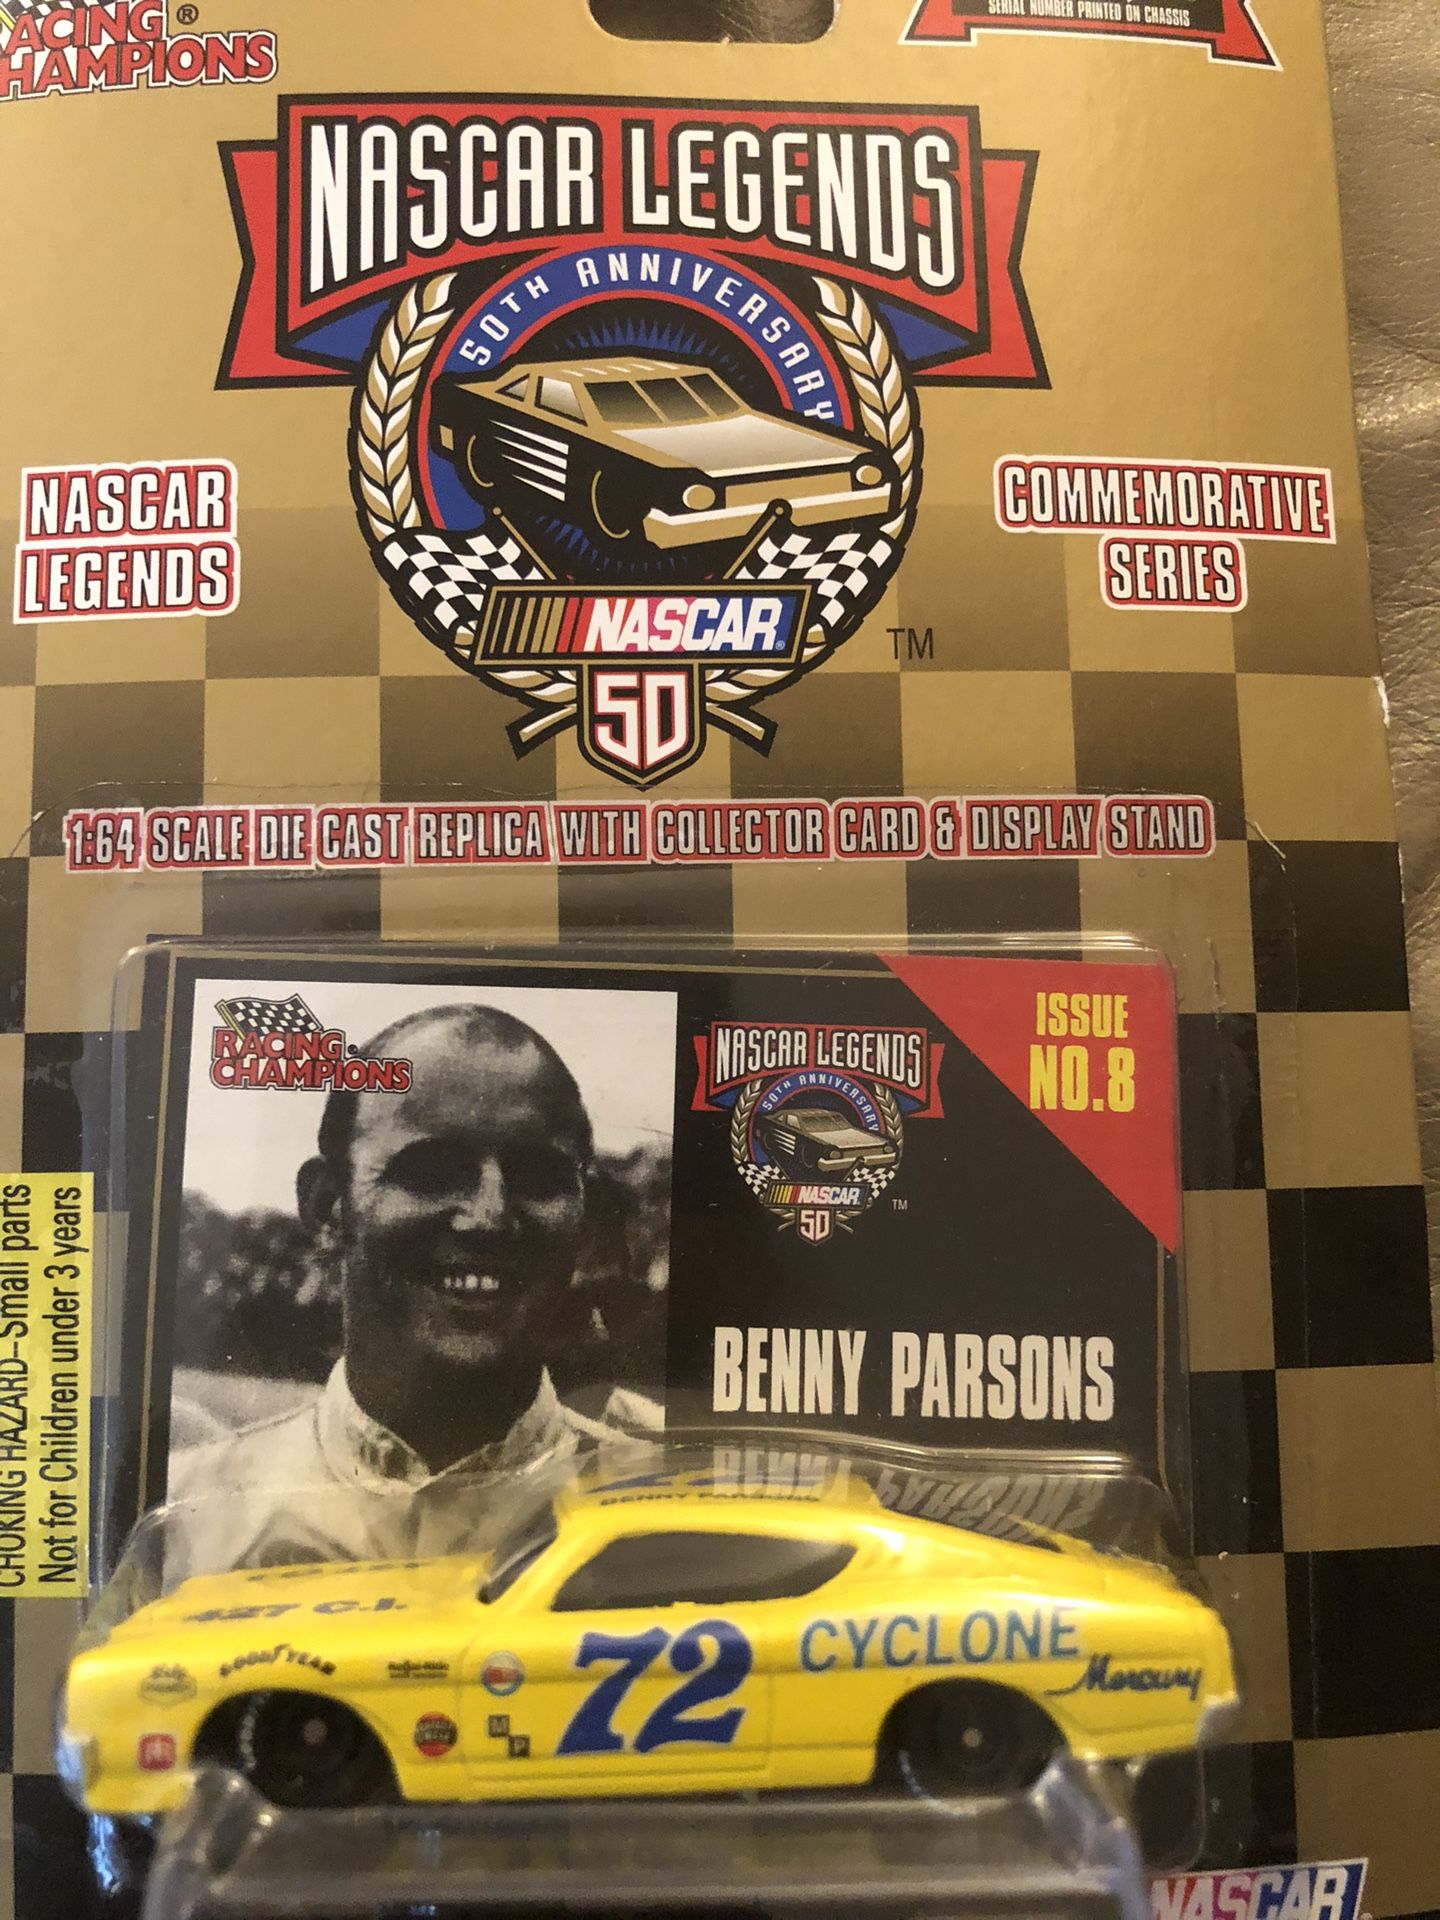 RACING ®
CHAMPIONS
SERIAL NUMBER PRINTED ON CHASSIS
NASCAR LEGENDS
50TH ANNIVERSARY
NASCAR
LEGENDS
COMMEMORATIVE
SERIES
NASCAR®
TM
50
1:64 SCALE DIE CAST REPLICA WITH COLLECTOR CARD & DISPLAY STAND
RACING
CHAMPIONS
NASCAR LEGENDS
50TH ANNIVERSARY
NASCAR
TM
50
ISSUE
NO.8
BENNY PARSONS
CHOKING HAZARD–Small parts
Not for Children under 3 years
BENNY PARSONS
427 C.I.
GOODYEAR
72
CYCLONE
Mercury
M
P
NASCAR